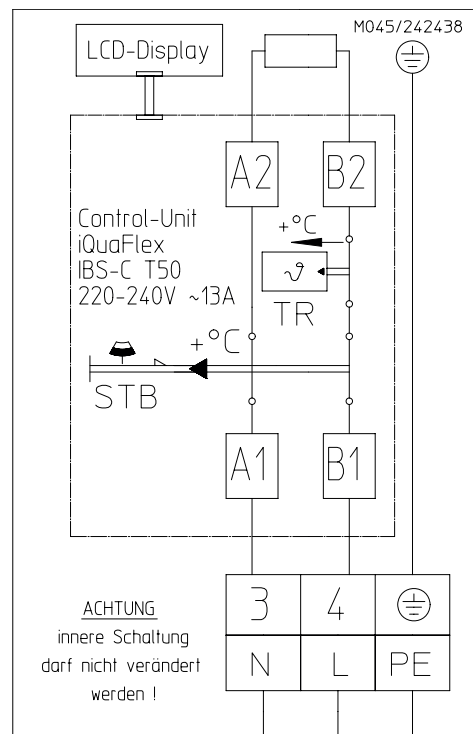 M045/242438
LCD-Display
A2 B2
Control-Unit
iQuaFlex
IBS-C T50
220-240V ~13A
+°C
ϑ
TR
+°C
STB
A1 B1
3 4
N L PE
ACHTUNG
innere Schaltung
darf nicht verändert
werden !